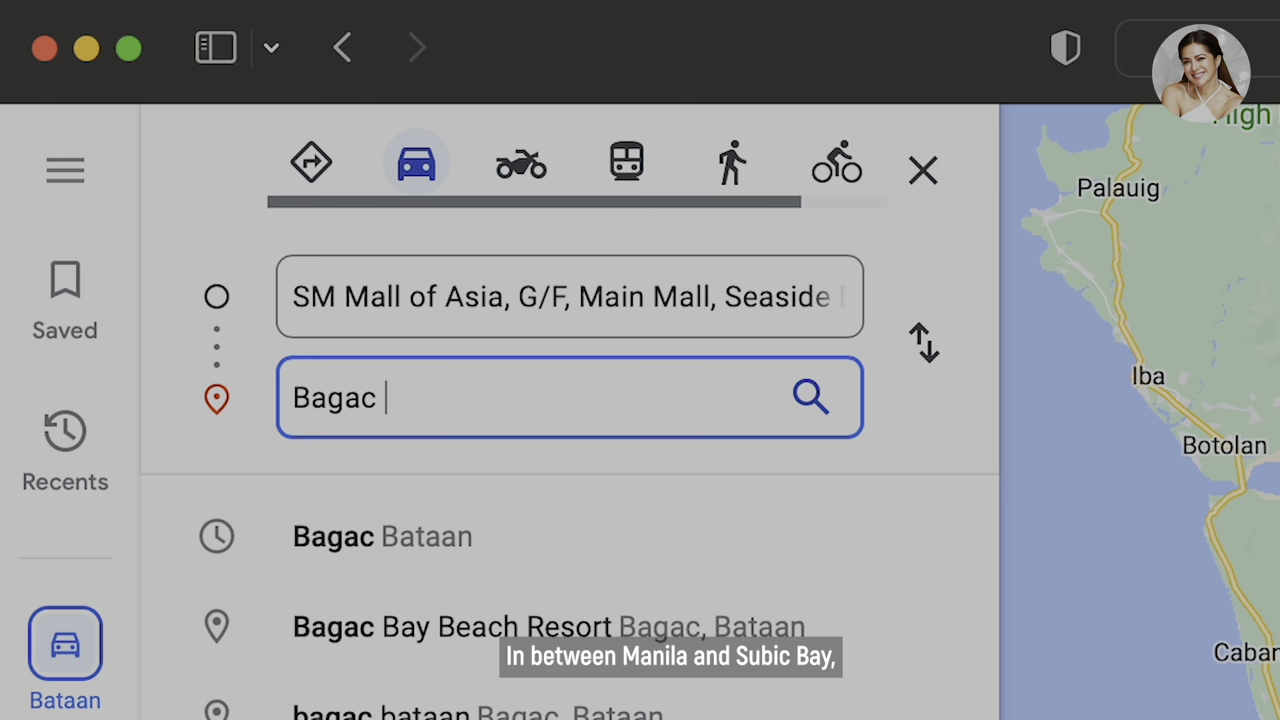 High
Palauig
SM Mall of Asia, G/F, Main Mall, Seaside
Saved
Iba
Bagac
Botolan
Recents
Bagac Bataan
Bagac Bay Beach Resort Bagac, Bataan
In between Manila and Subic Bay,
Bataan
bagac bataan Bagac, Bataan